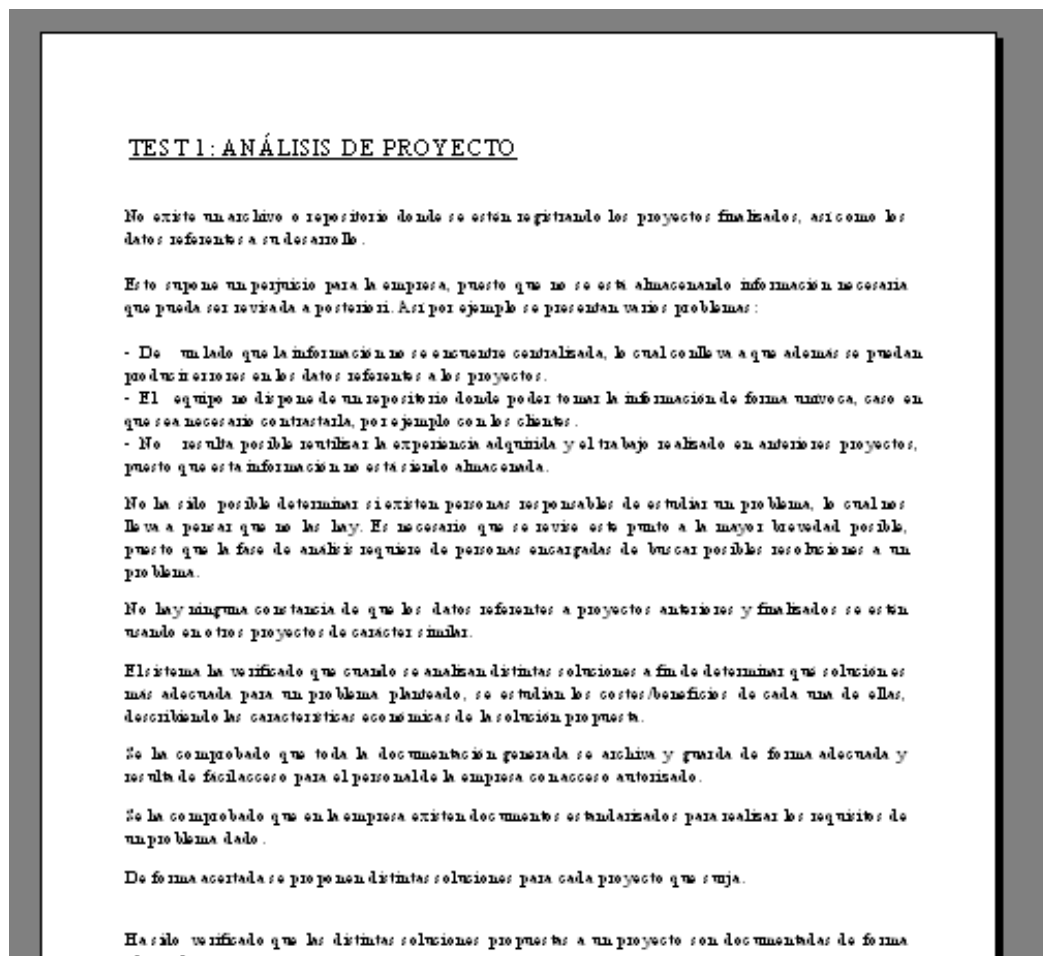 TEST 1: ANÁLISIS DE PROYECTO
No existe un archivo o repositorio donde se estén registrando los proyectos finalizados, así como los
datos referentes a su desarrollo.
Esto supone un perjuicio para la empresa, puesto que no se está almacenando información necesaria
que pueda ser revisada a posteriori. Así por ejemplo se presentan varios problemas:
- De un lado que la información no se encuentre centralizada, lo cual conlleva a que además se puedan
producir errores en los datos referentes a los proyectos.
- El equipo no dispone de un repositorio donde poder tomar la información de forma unívoca, caso en
que sea necesario contrastarla, por ejemplo con los clientes.
- No resulta posible reutilizar la experiencia adquirida y el trabajo realizado en anteriores proyectos,
puesto que esta información no está siendo almacenada.
No ha sido posible determinar si existen personas responsables de estudiar un problema, lo cual nos
lleva a pensar que no las hay. Es necesario que se revise este punto a la mayor brevedad posible,
puesto que la fase de análisis requiere de personas encargadas de buscar posibles resoluciones a un
problema.
No hay ninguna constancia de que los datos referentes a proyectos anteriores y finalizados se estén
usando en otros proyectos de carácter similar.
El sistema ha verificado que cuando se analizan distintas soluciones a fin de determinar qué solución es
más adecuada para un problema planteado, se estudian los costes/beneficios de cada una de ellas,
describiendo las características económicas de la solución propuesta.
Se ha comprobado que toda la documentación generada se archiva y guarda de forma adecuada y
resulta de fácil acceso para el personal de la empresa con acceso autorizado.
Se ha comprobado que en la empresa existen documentos estandarizados para realizar los requisitos de
un problema dado.
De forma acertada se proponen distintas soluciones para cada proyecto que surja.
Ha sido verificado que las distintas soluciones propuestas a un proyecto son documentadas de forma